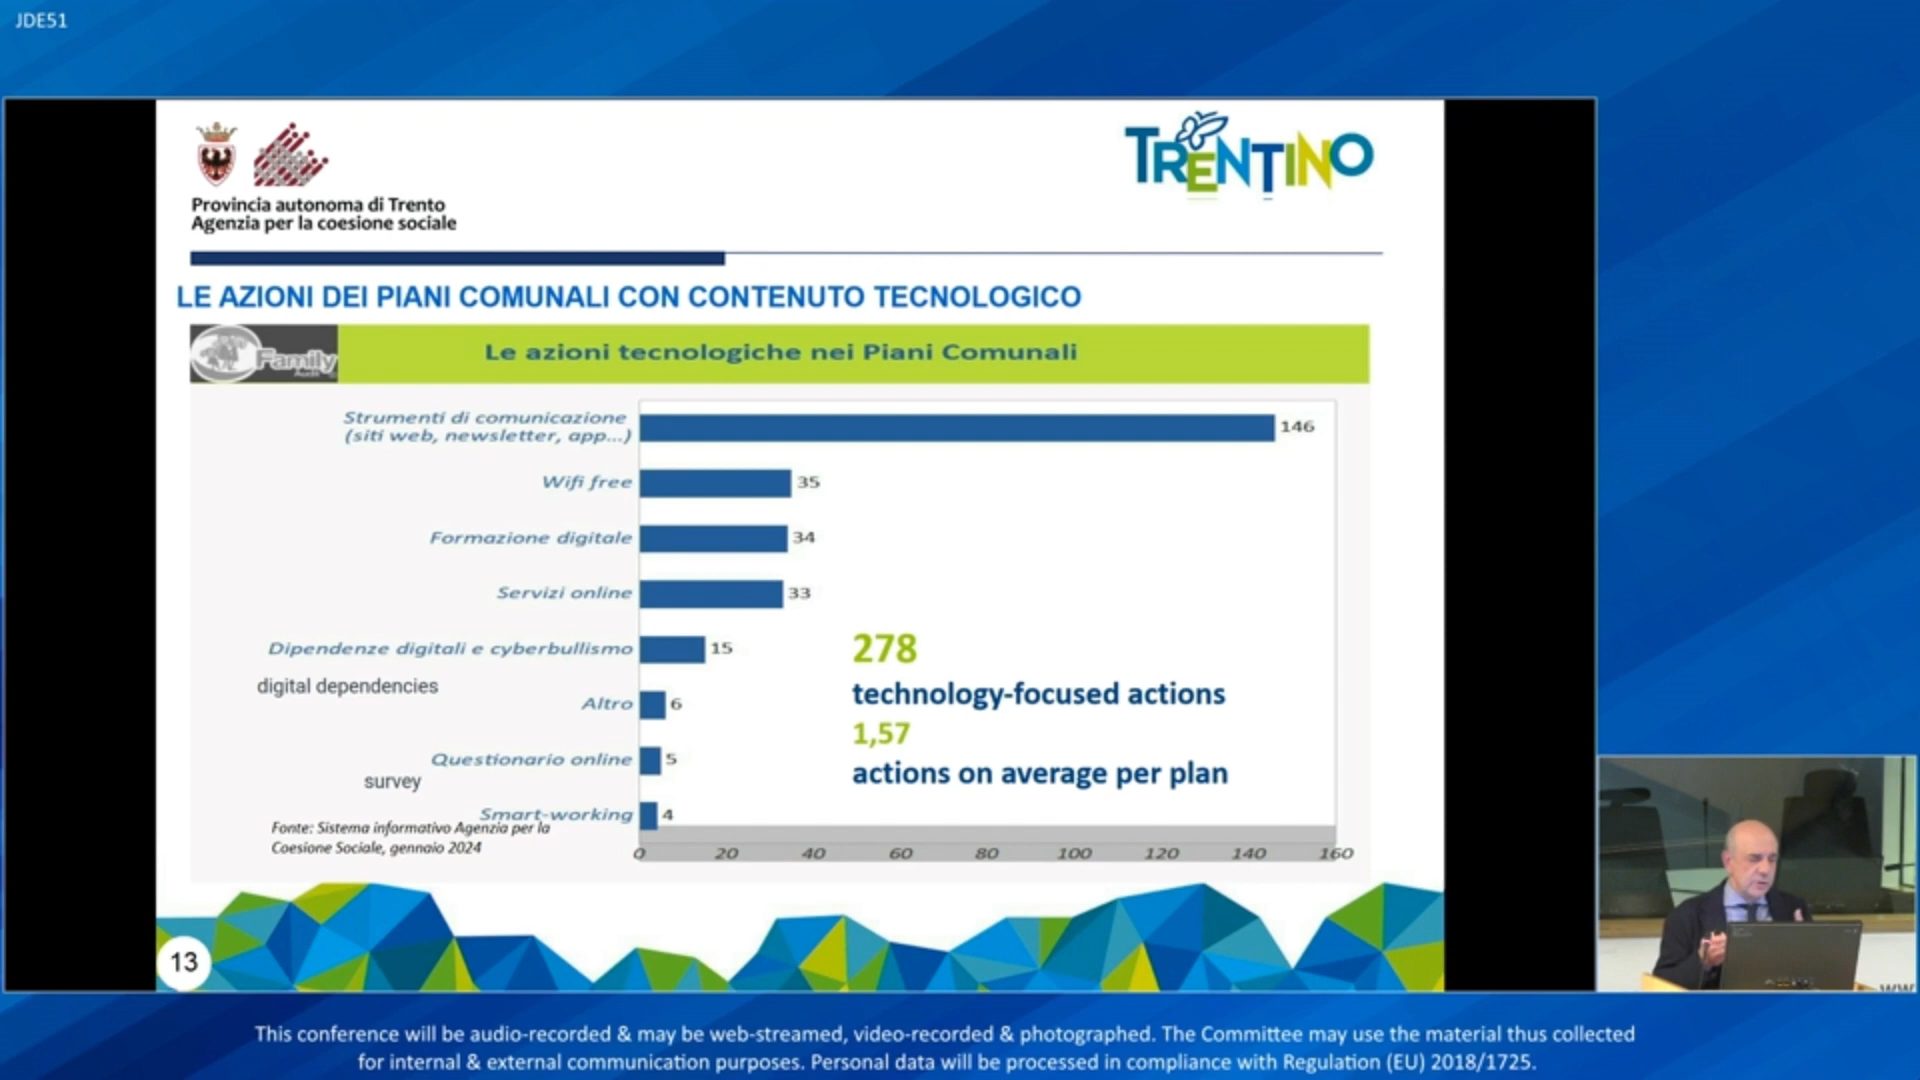 JDE51
Provincia autonoma di Trento
Agenzia per la coesione sociale
TRENTINO
LE AZIONI DEI PIANI COMUNALI CON CONTENUTO TECNOLOGICO
Family
Audit
Le azioni tecnologiche nei Piani Comunali
Strumenti di comunicazione
(siti web, newsletter, app...)
146
Wifi free
35
Formazione digitale
34
Servizi online
33
Dipendenze digitali e cyberbullismo
15
digital dependencies
Altro
6
Questionario online
5
survey
Smart-working
4
278
technology-focused actions
1,57
actions on average per plan
Fonte: Sistema informativo Agenzia per la
Coesione Sociale, gennaio 2024
0 20 40 60 80 100 120 140 160
13
This conference will be audio-recorded & may be web-streamed, video-recorded & photographed. The Committee may use the material thus collected
for internal & external communication purposes. Personal data will be processed in compliance with Regulation (EU) 2018/1725.